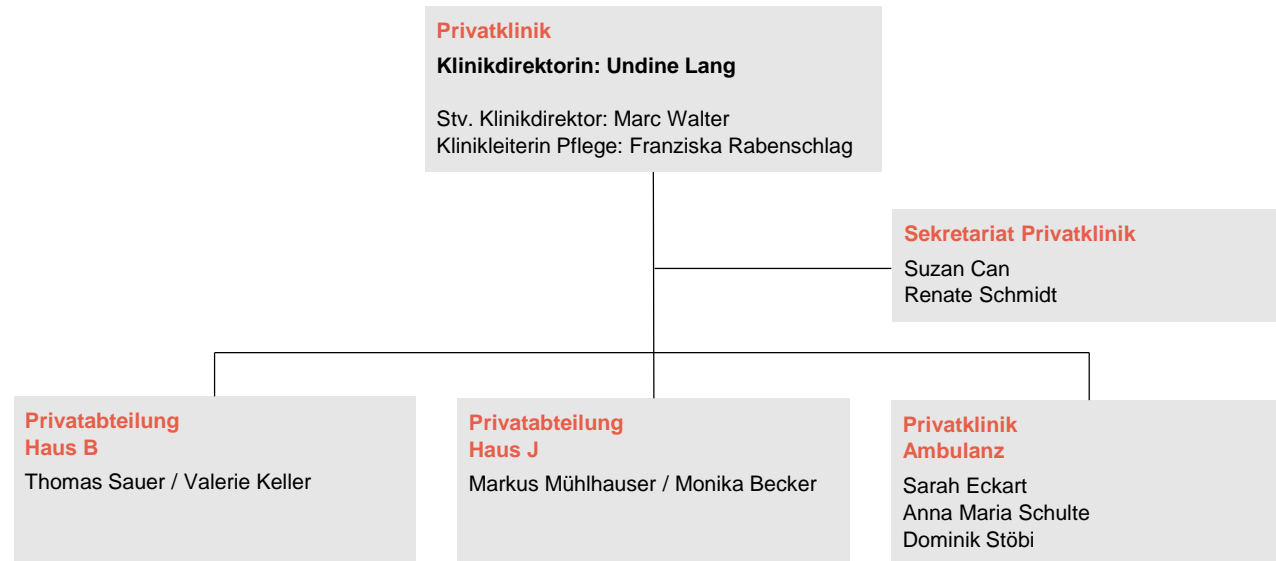 Privatklinik
Klinikdirektorin: Undine Lang
Stv. Klinikdirektor: Marc Walter
Klinikleiterin Pflege: Franziska Rabenschlag
Sekretariat Privatklinik
Suzan Can
Renate Schmidt
Privatabteilung
Haus B
Thomas Sauer / Valerie Keller
Privatabteilung
Haus J
Markus Mühlhauser / Monika Becker
Privatklinik
Ambulanz
Sarah Eckart
Anna Maria Schulte
Dominik Stöbi